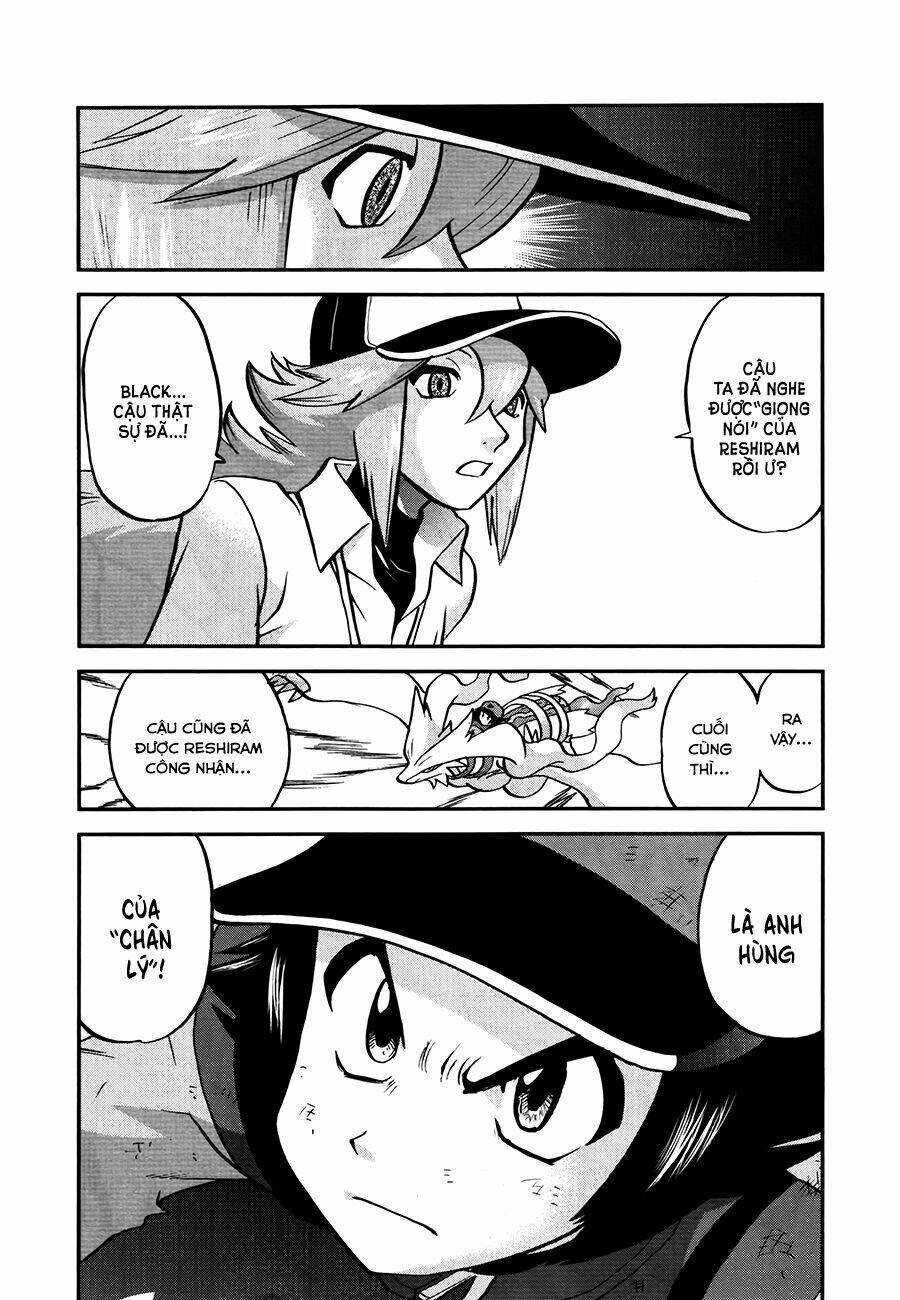 CẬU
TA ĐÃ NGHE
ĐƯỢC "GIỌNG
NÓI" CỦA
RESHIRAM
RỒI Ư?
BLACK...
CẬU THẬT
SỰ ĐÃ...!
RA
VẬY...
CUỐI
CÙNG
THÌ...
CẬU CŨNG ĐÃ
ĐƯỢC RESHIRAM
CÔNG NHẬN...
LÀ ANH
HÙNG
CỦA
"CHÂN
LÝ"!